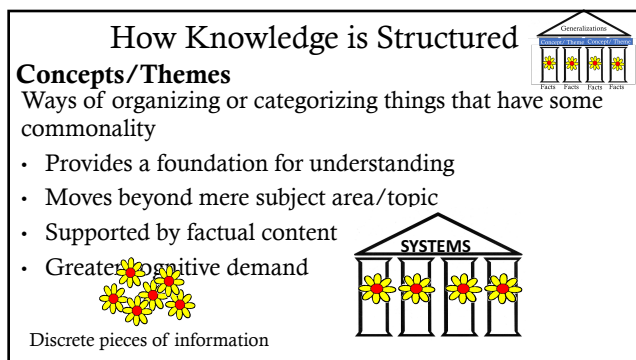 How Knowledge is Structured
Generalizations
Concept/ Theme Concept/ Theme
Facts Facts Facts Facts
Concepts/Themes
Ways of organizing or categorizing things that have some
commonality
• Provides a foundation for understanding
• Moves beyond mere subject area/topic
• Supported by factual content
• Greater cognitive demand
SYSTEMS
Discrete pieces of information